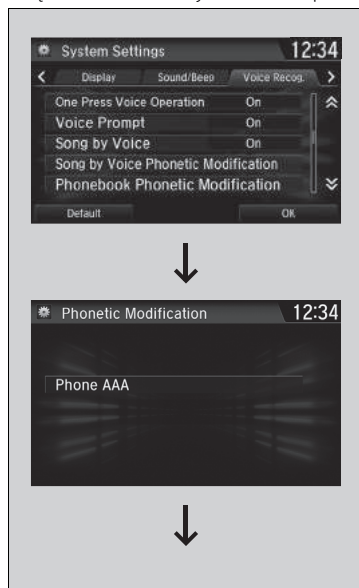 System Settings 12:34
Display Sound/Beep Voice Recog.
One Press Voice Operation On
Voice Prompt On
Song by Voice On
Song by Voice Phonetic Modification
Phonebook Phonetic Modification
Default OK
Phonetic Modification 12:34
Phone AAA